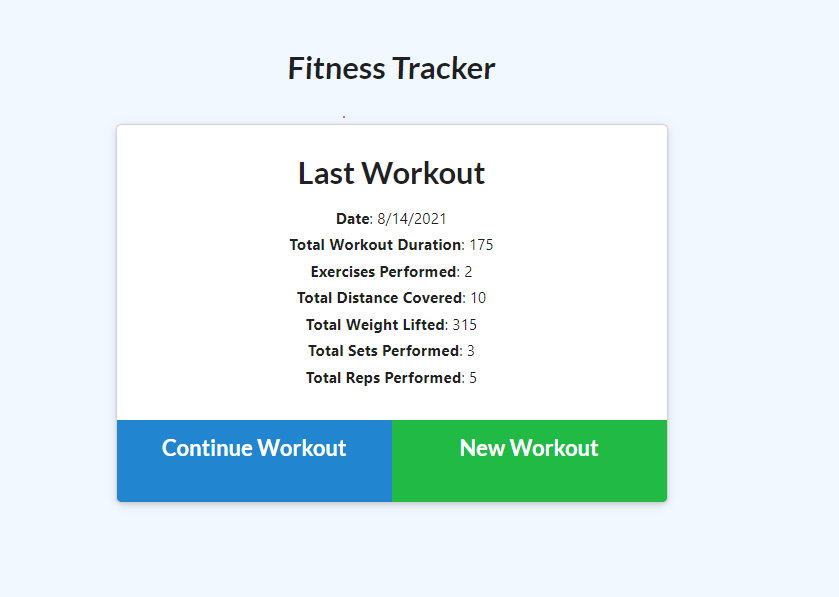 Fitness Tracker
Last Workout
Date: 8/14/2021
Total Workout Duration: 175
Exercises Performed: 2
Total Distance Covered: 10
Total Weight Lifted: 315
Total Sets Performed: 3
Total Reps Performed: 5
Continue Workout
New Workout